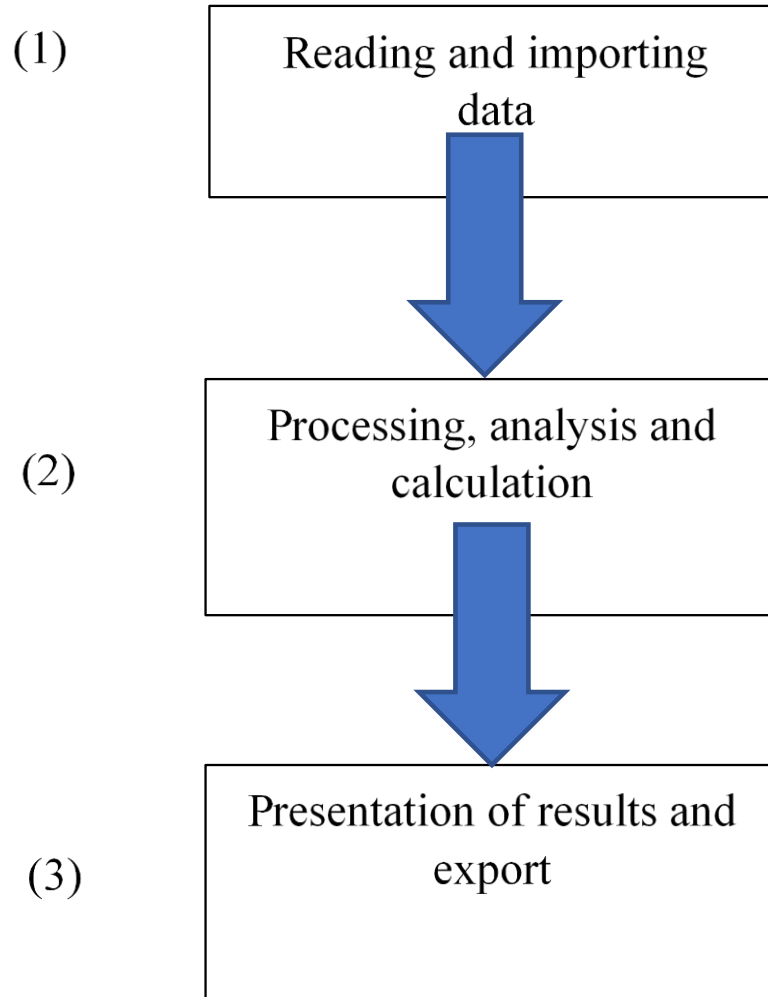 (1)
Reading and importing
data
(2)
Processing, analysis and
calculation
(3)
Presentation of results and
export